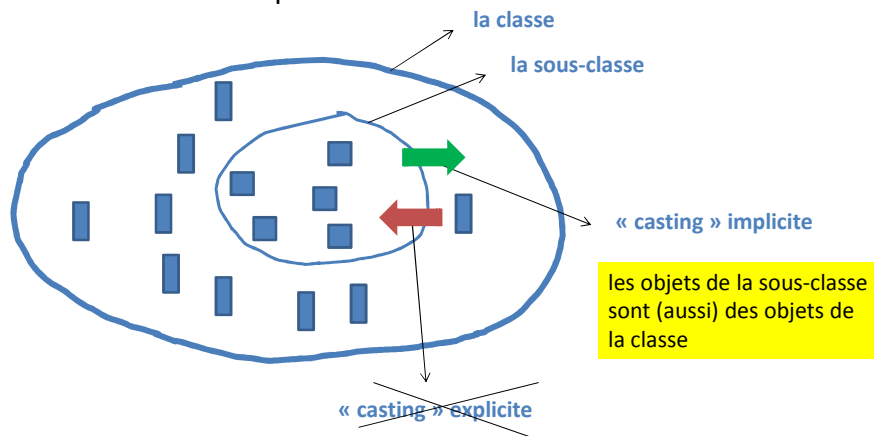 la classe
la sous-classe
« casting » implicite
les objets de la sous-classe
sont (aussi) des objets de
la classe
« casting » explicite